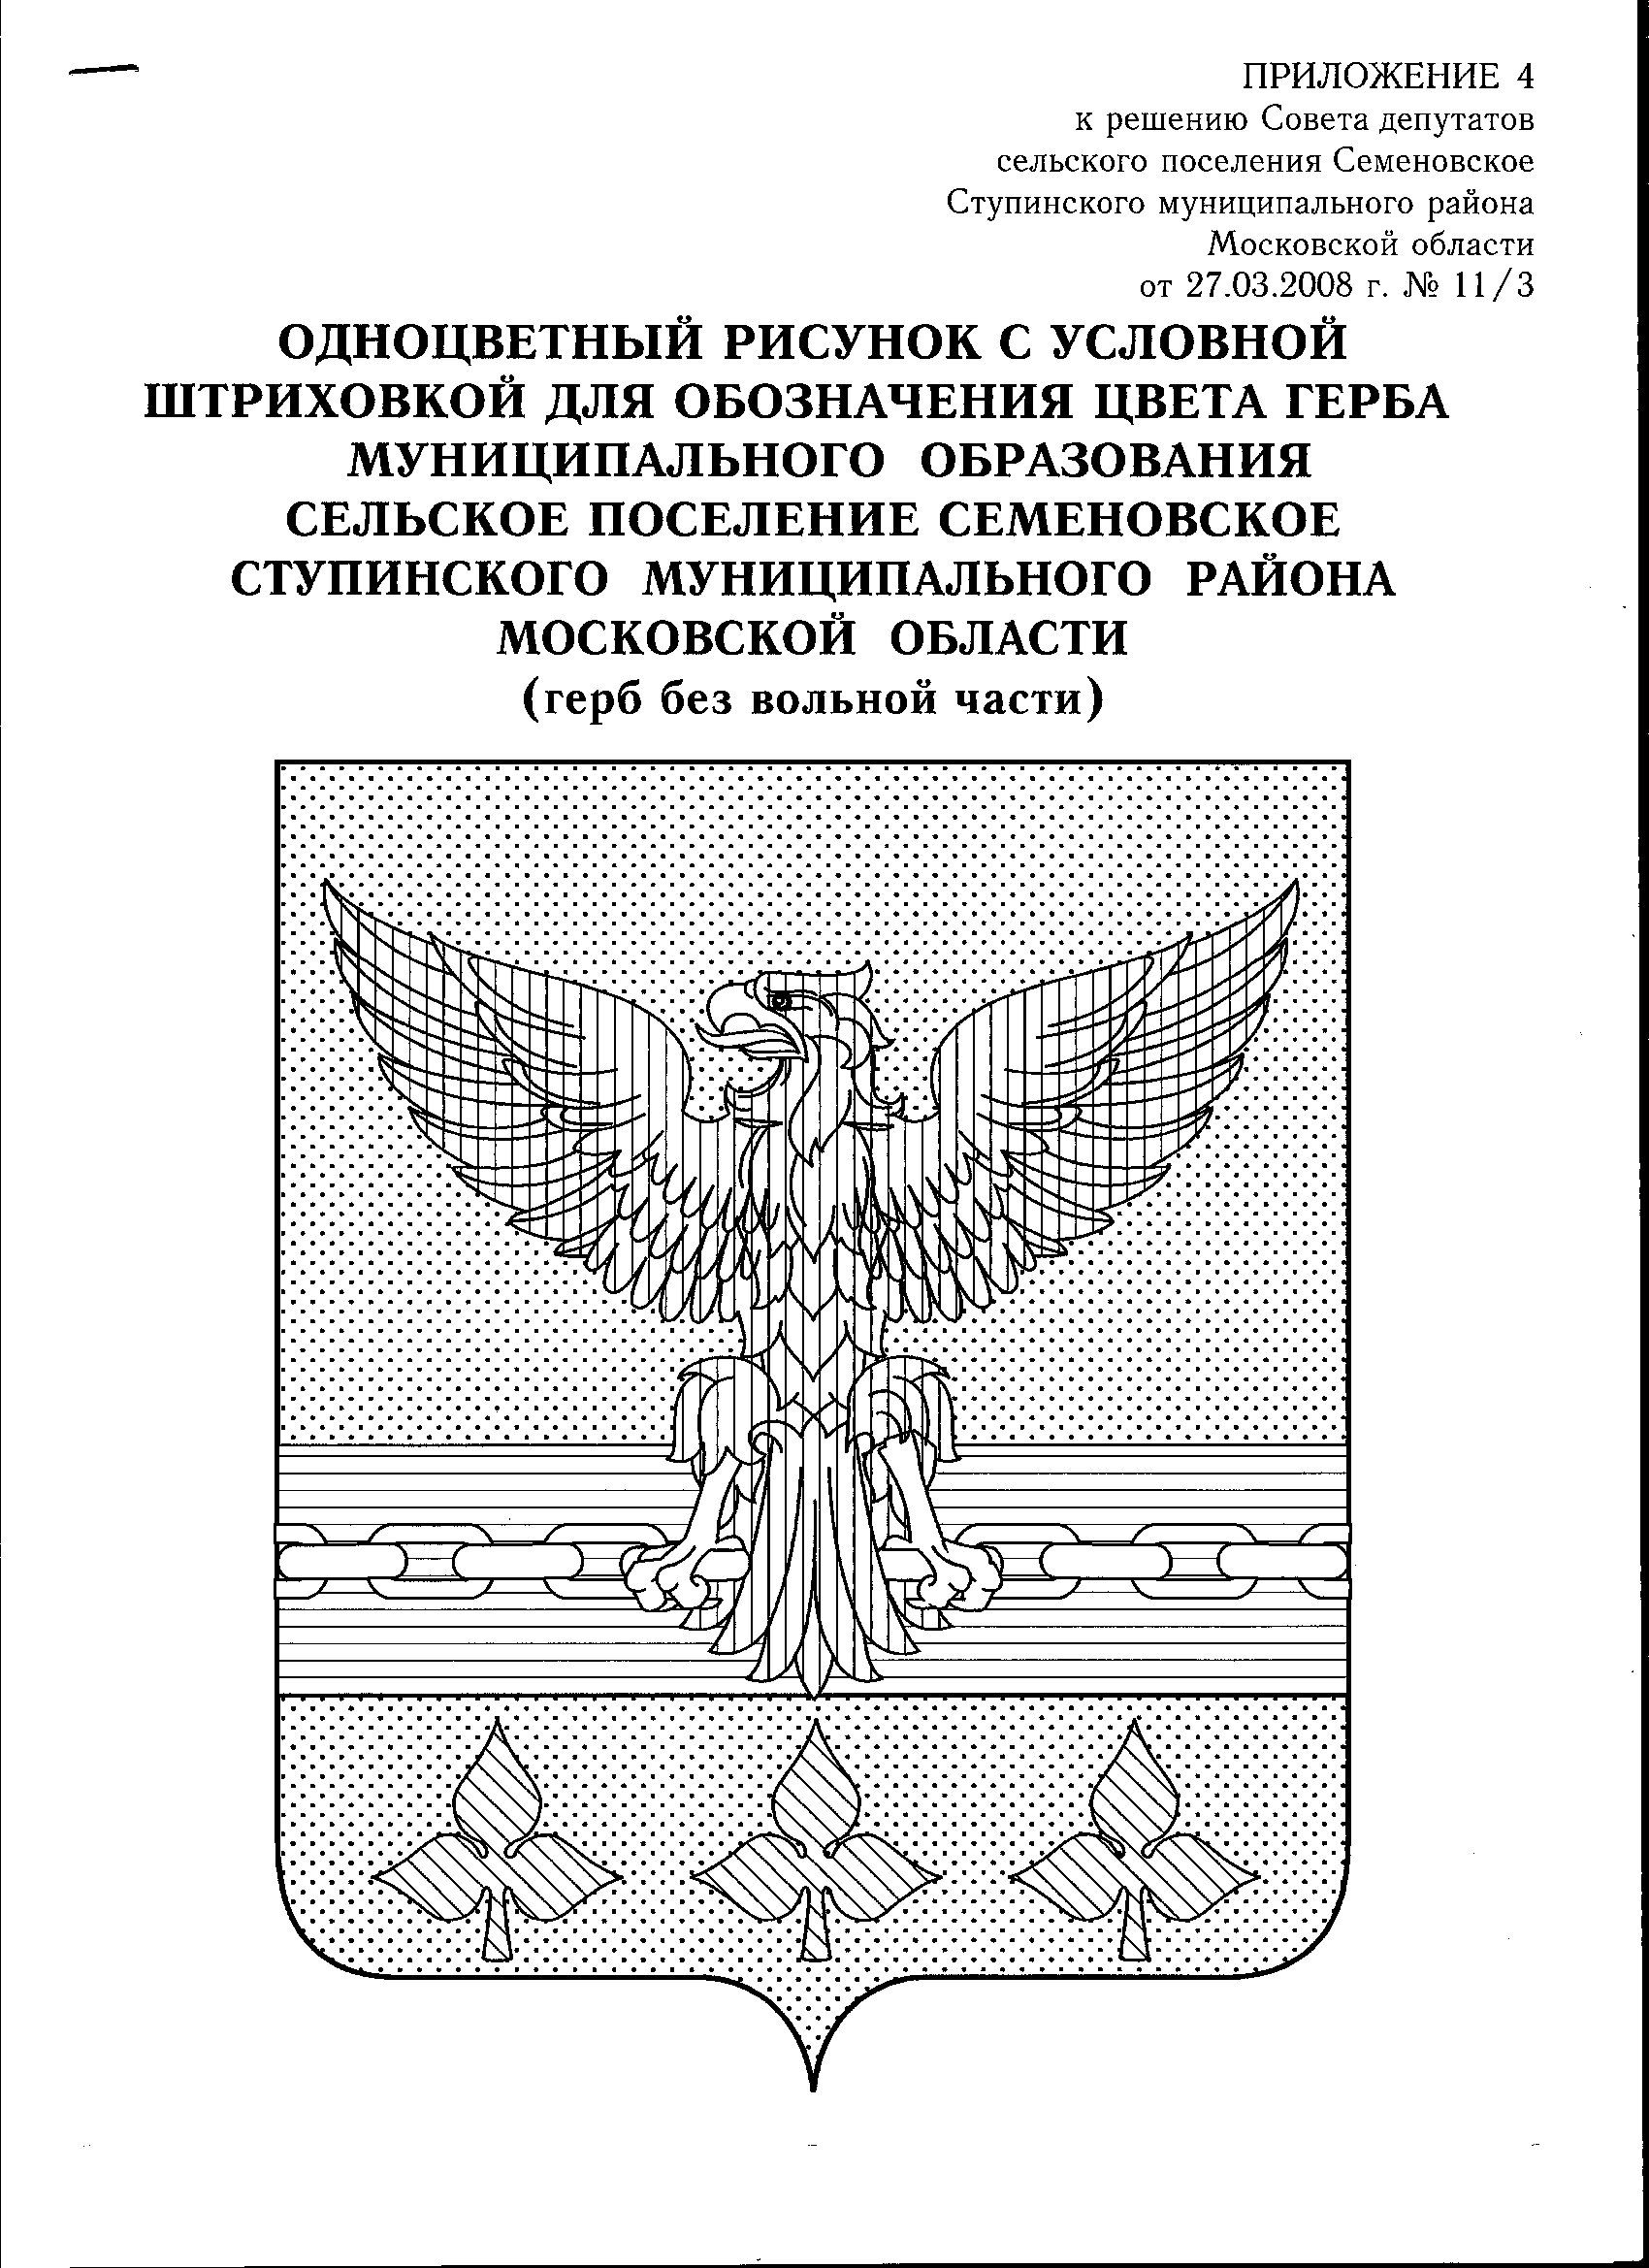 ПРИЛОЖЕНИЕ 4
к решению Совета депутатов
сельского поселения Семеновское
Ступинского муниципального района
Московской области
от 27.03.2008 г. № 11/3
ОДНОЦВЕТНЫЙ РИСУНОК С УСЛОВНОЙ
ШТРИХОВКОЙ ДЛЯ ОБОЗНАЧЕНИЯ ЦВЕТА ГЕРБА
МУНИЦИПАЛЬНОГО ОБРАЗОВАНИЯ
СЕЛЬСКОЕ ПОСЕЛЕНИЕ СЕМЕНОВСКОЕ
СТУПИНСКОГО МУНИЦИПАЛЬНОГО РАЙОНА
МОСКОВСКОЙ ОБЛАСТИ
(герб без вольной части)